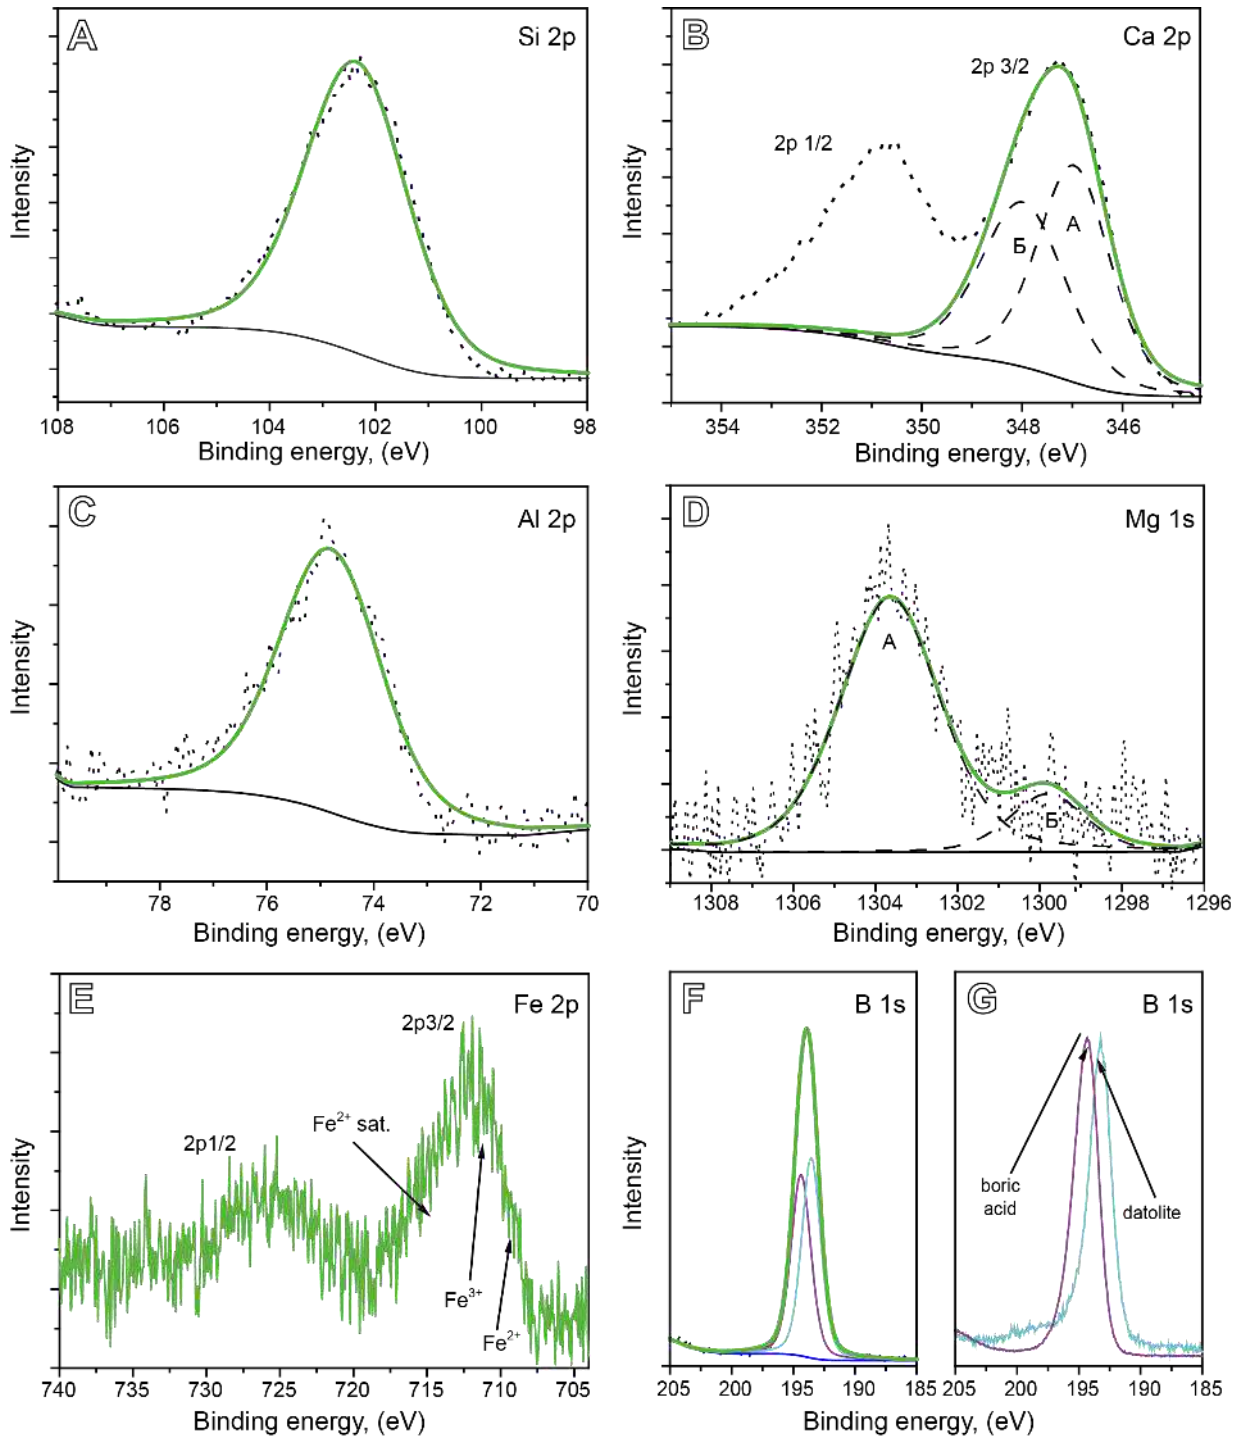 A
Si 2p
Intensity
108 106 104 102 100 98
Binding energy, (eV)
B
Ca 2p
2p 3/2
2p 1/2
Б
А
Intensity
354 352 350 348 346
Binding energy, (eV)
C
Al 2p
Intensity
78 76 74 72 70
Binding energy, (eV)
D
Mg 1s
А
Б
Intensity
1308 1306 1304 1302 1300 1298 1296
Binding energy, (eV)
E
Fe 2p
2p3/2
Fe²⁺ sat.
2p1/2
Fe³⁺
Fe²⁺
Intensity
740 735 730 725 720 715 710 705
Binding energy, (eV)
F
B 1s
Intensity
205 200 195 190 185
G
B 1s
boric
acid
datolite
205 200 195 190 185
Binding energy, (eV)